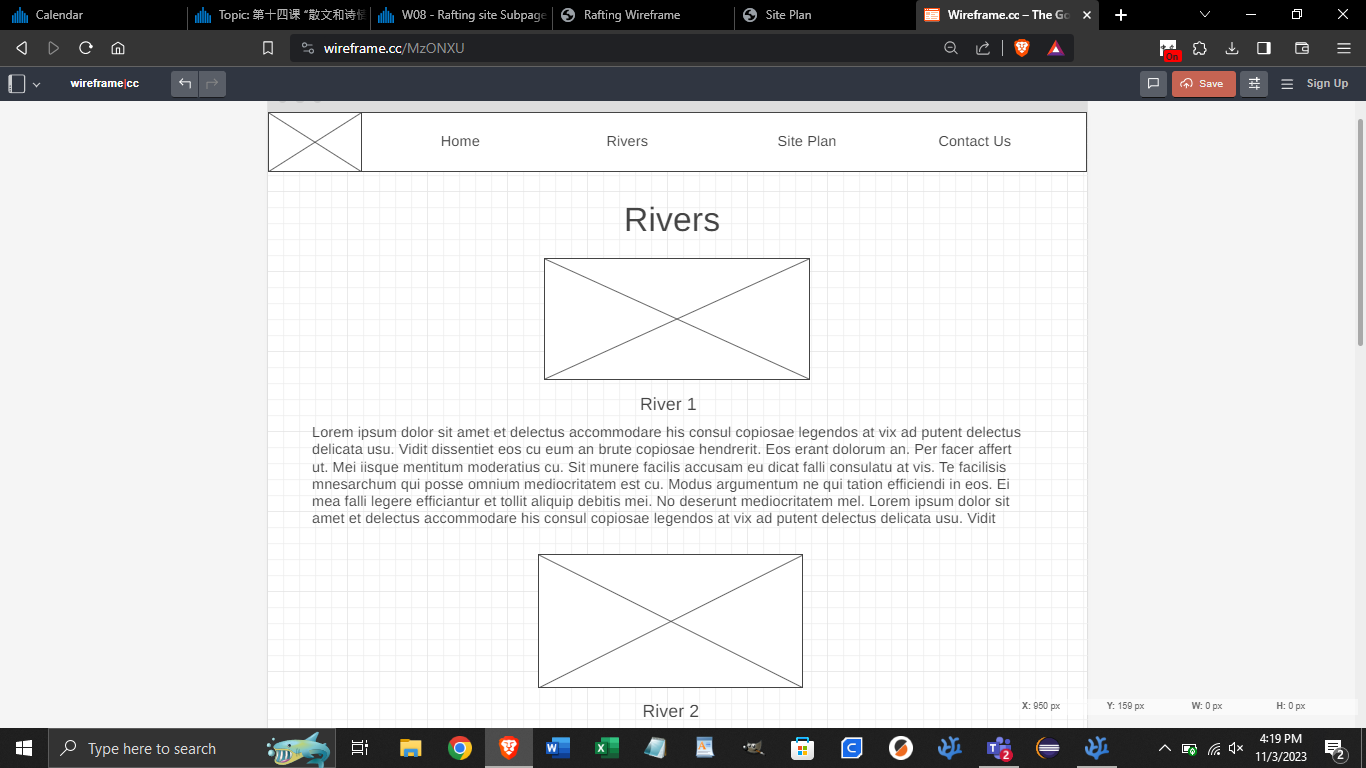 Calendar
Topic: 第十四课 “散文和诗情
W08 - Rafting site Subpage
Rafting Wireframe
Site Plan
Wireframe.cc – The Go
wireframe.cc/MzONXU
On
wireframe|cc
Save
Sign Up
Home
Rivers
Site Plan
Contact Us
Rivers
River 1
Lorem ipsum dolor sit amet et delectus accommodare his consul copiosae legendos at vix ad putent delectus
delicata usu. Vidit dissentiet eos cu eum an brute copiosae hendrerit. Eos erant dolorum an. Per facer affert
ut. Mei iisque mentitum moderatius cu. Sit munere facilis accusam eu dicat falli consulatu at vis. Te facilisis
mnesarchum qui posse omnium mediocritatem est cu. Modus argumentum ne qui tation efficiendi in eos. Ei
mea falli legere efficiantur et tollit aliquip debitis mei. No deserunt mediocritatem mel. Lorem ipsum dolor sit
amet et delectus accommodare his consul copiosae legendos at vix ad putent delectus delicata usu. Vidit
River 2
X: 950 px
Y: 159 px
W: 0 px
H: 0 px
Type here to search
2
4:19 PM
11/3/2023
2